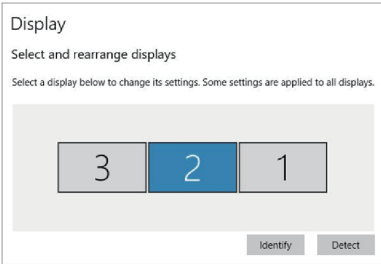 Display
Select and rearrange displays
Select a display below to change its settings. Some settings are applied to all displays.
3 2 1
Identify Detect